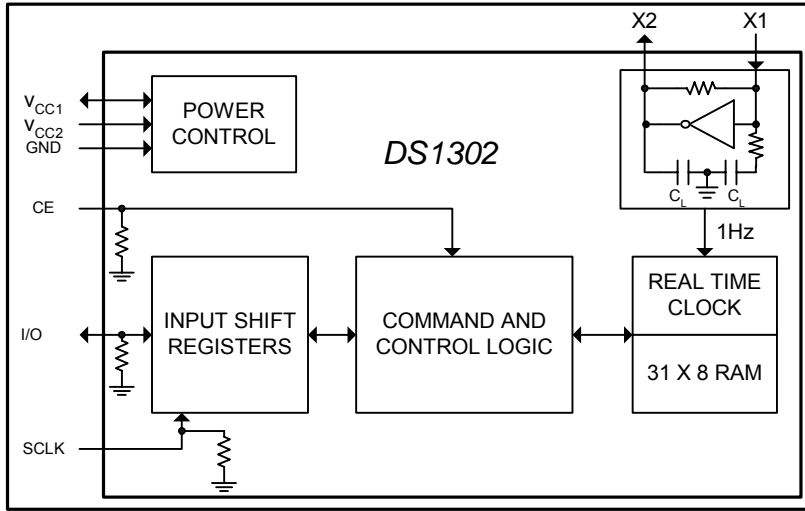 X2
X1
VCC1
VCC2
GND
POWER
CONTROL
DS1302
CL
CL
CE
1Hz
I/O
INPUT SHIFT
REGISTERS
COMMAND AND
CONTROL LOGIC
REAL TIME
CLOCK
31 X 8 RAM
SCLK